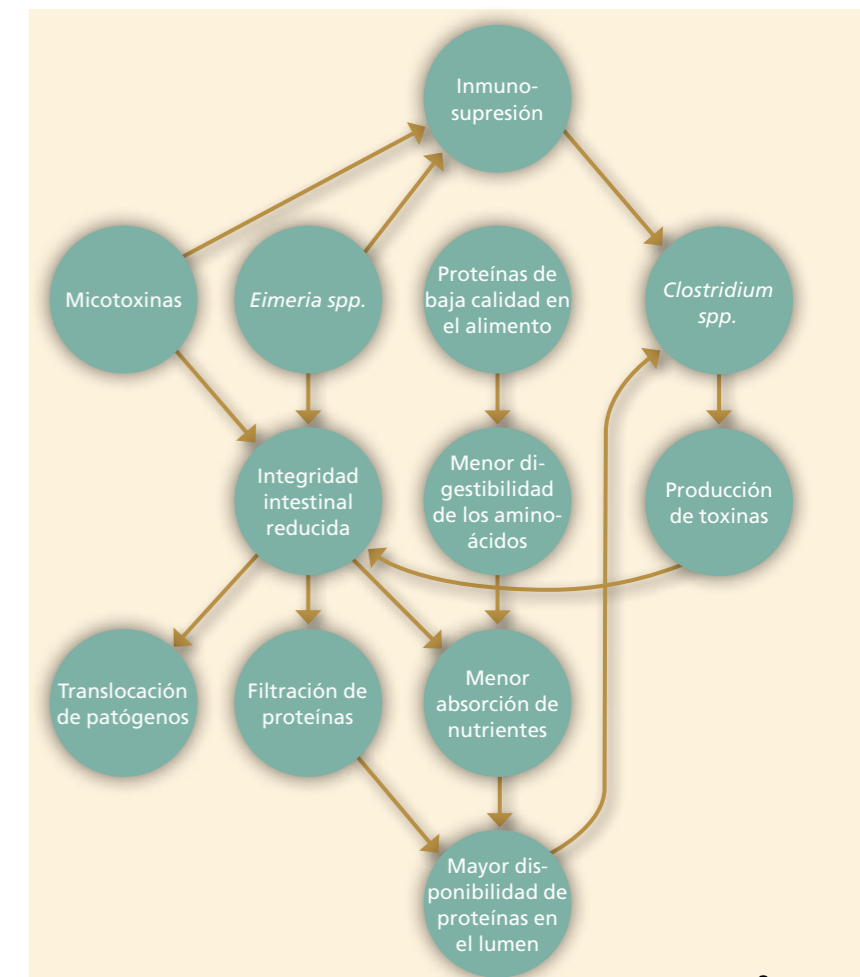 Inmuno-
supresión
Micotoxinas
Eimeria spp.
Proteínas de
baja calidad en
el alimento
Clostridium
spp.
Integridad
intestinal
reducida
Menor di-
gestibilidad
de los amino-
ácidos
Producción
de toxinas
Translocación
de patógenos
Filtración de
proteínas
Menor
absorción de
nutrientes
Mayor dis-
ponibilidad de
proteínas en
el lumen